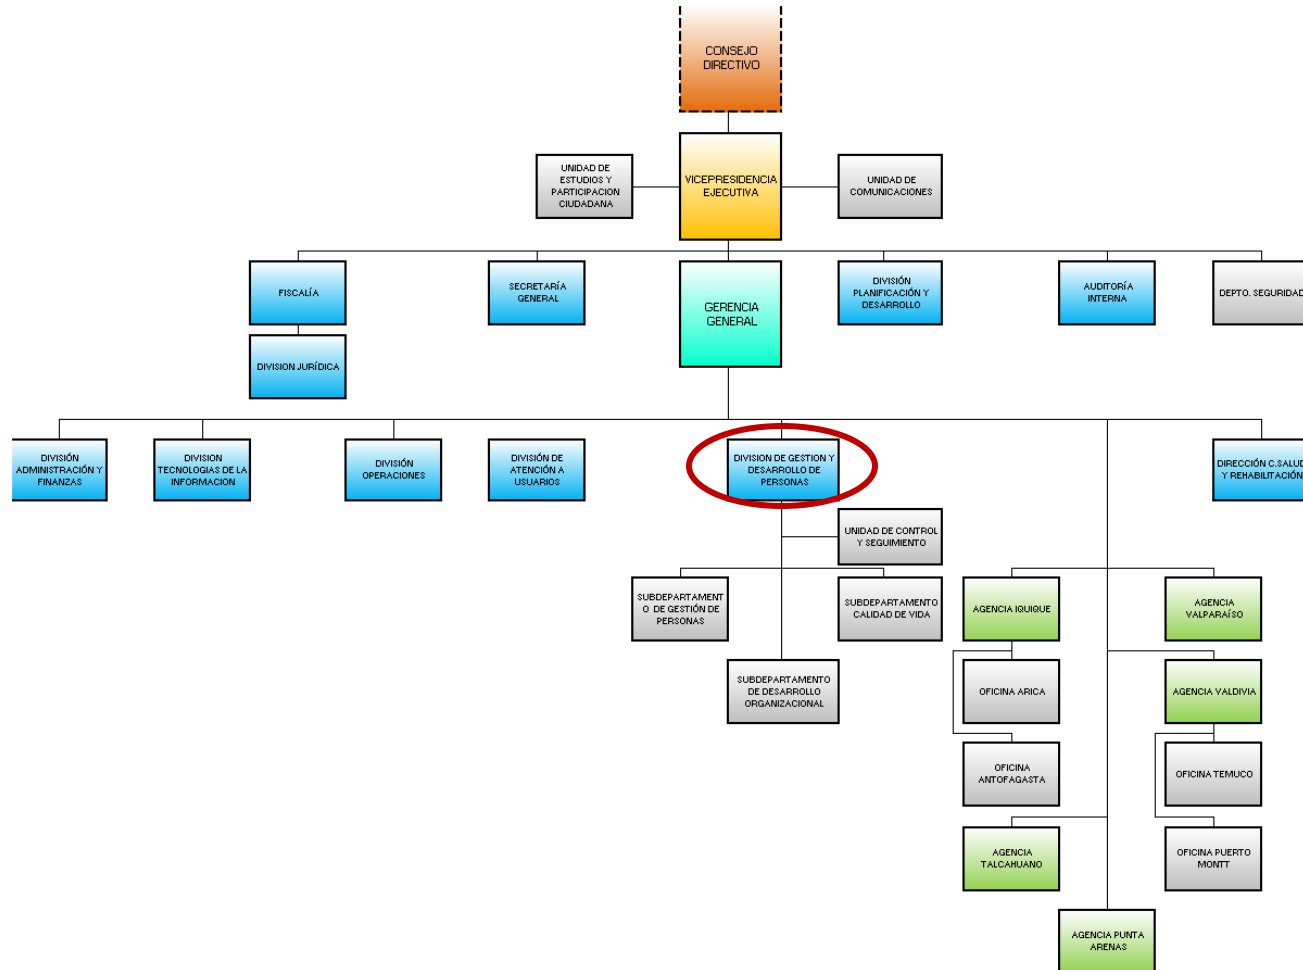 CONSEJO
DIRECTIVO
UNIDAD DE
ESTUDIOS Y
PARTICIPACION
CIUDADANA
VICEPRESIDENCIA
EJECUTIVA
UNIDAD DE
COMUNICACIONES
FISCALÍA
SECRETARÍA
GENERAL
GERENCIA
GENERAL
DIVISIÓN
PLANIFICACIÓN Y
DESARROLLO
AUDITORÍA
INTERNA
DEPTO. SEGURIDAD
DIVISION JURÍDICA
DIVISIÓN
ADMINISTRACIÓN Y
FINANZAS
DIVISION
TECNOLOGIAS DE LA
INFORMACION
DIVISIÓN
OPERACIONES
DIVISIÓN DE
ATENCIÓN A
USUARIOS
DIVISION DE GESTION Y
DESARROLLO DE
PERSONAS
DIRECCIÓN C.SALUD
Y REHABILITACIÓN
UNIDAD DE CONTROL
Y SEGUIMIENTO
SUBDEPARTAMENT
O DE GESTIÓN DE
PERSONAS
SUBDEPARTAMENTO
CALIDAD DE VIDA
AGENCIA IQUIQUE
AGENCIA
VALPARAÍSO
SUBDEPARTAMENTO
DE DESARROLLO
ORGANIZACIONAL
OFICINA ARICA
AGENCIA VALDIVIA
OFICINA
ANTOFAGASTA
OFICINA TEMUCO
AGENCIA
TALCAHUANO
OFICINA PUERTO
MONTT
AGENCIA PUNTA
ARENAS